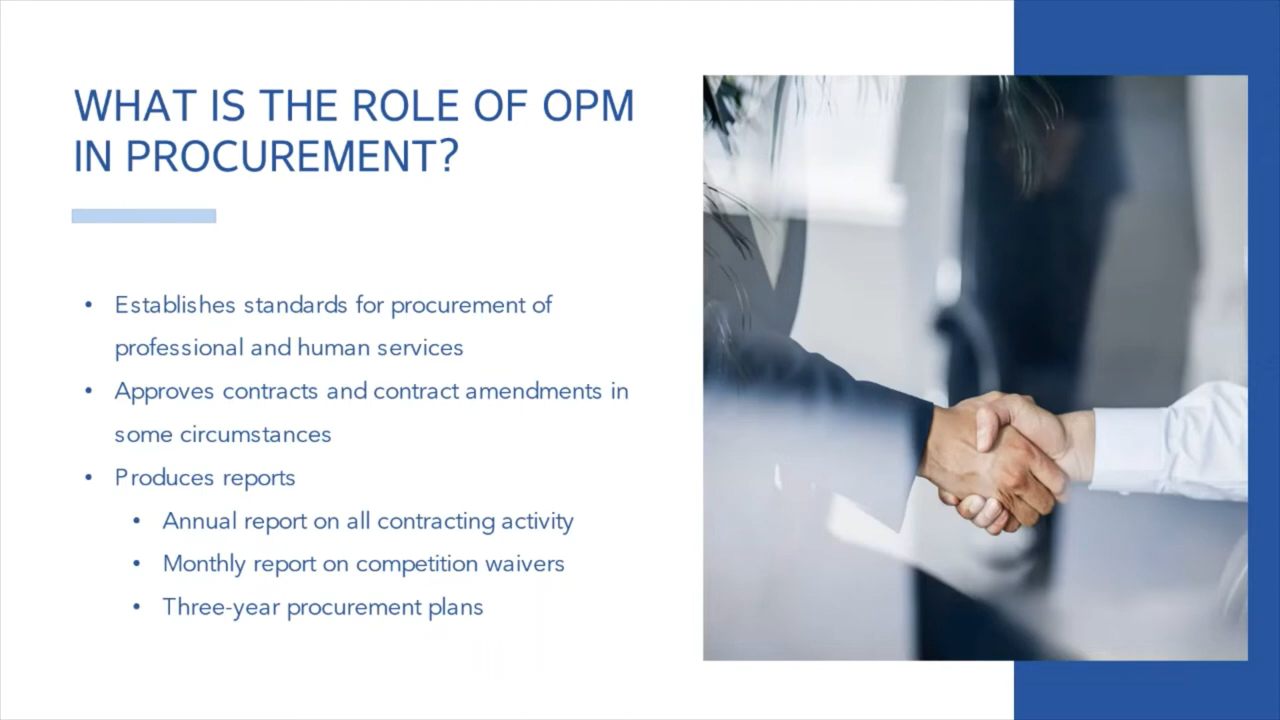 WHAT IS THE ROLE OF OPM
IN PROCUREMENT?
• Establishes standards for procurement of
professional and human services
• Approves contracts and contract amendments in
some circumstances
• Produces reports
• Annual report on all contracting activity
• Monthly report on competition waivers
• Three-year procurement plans